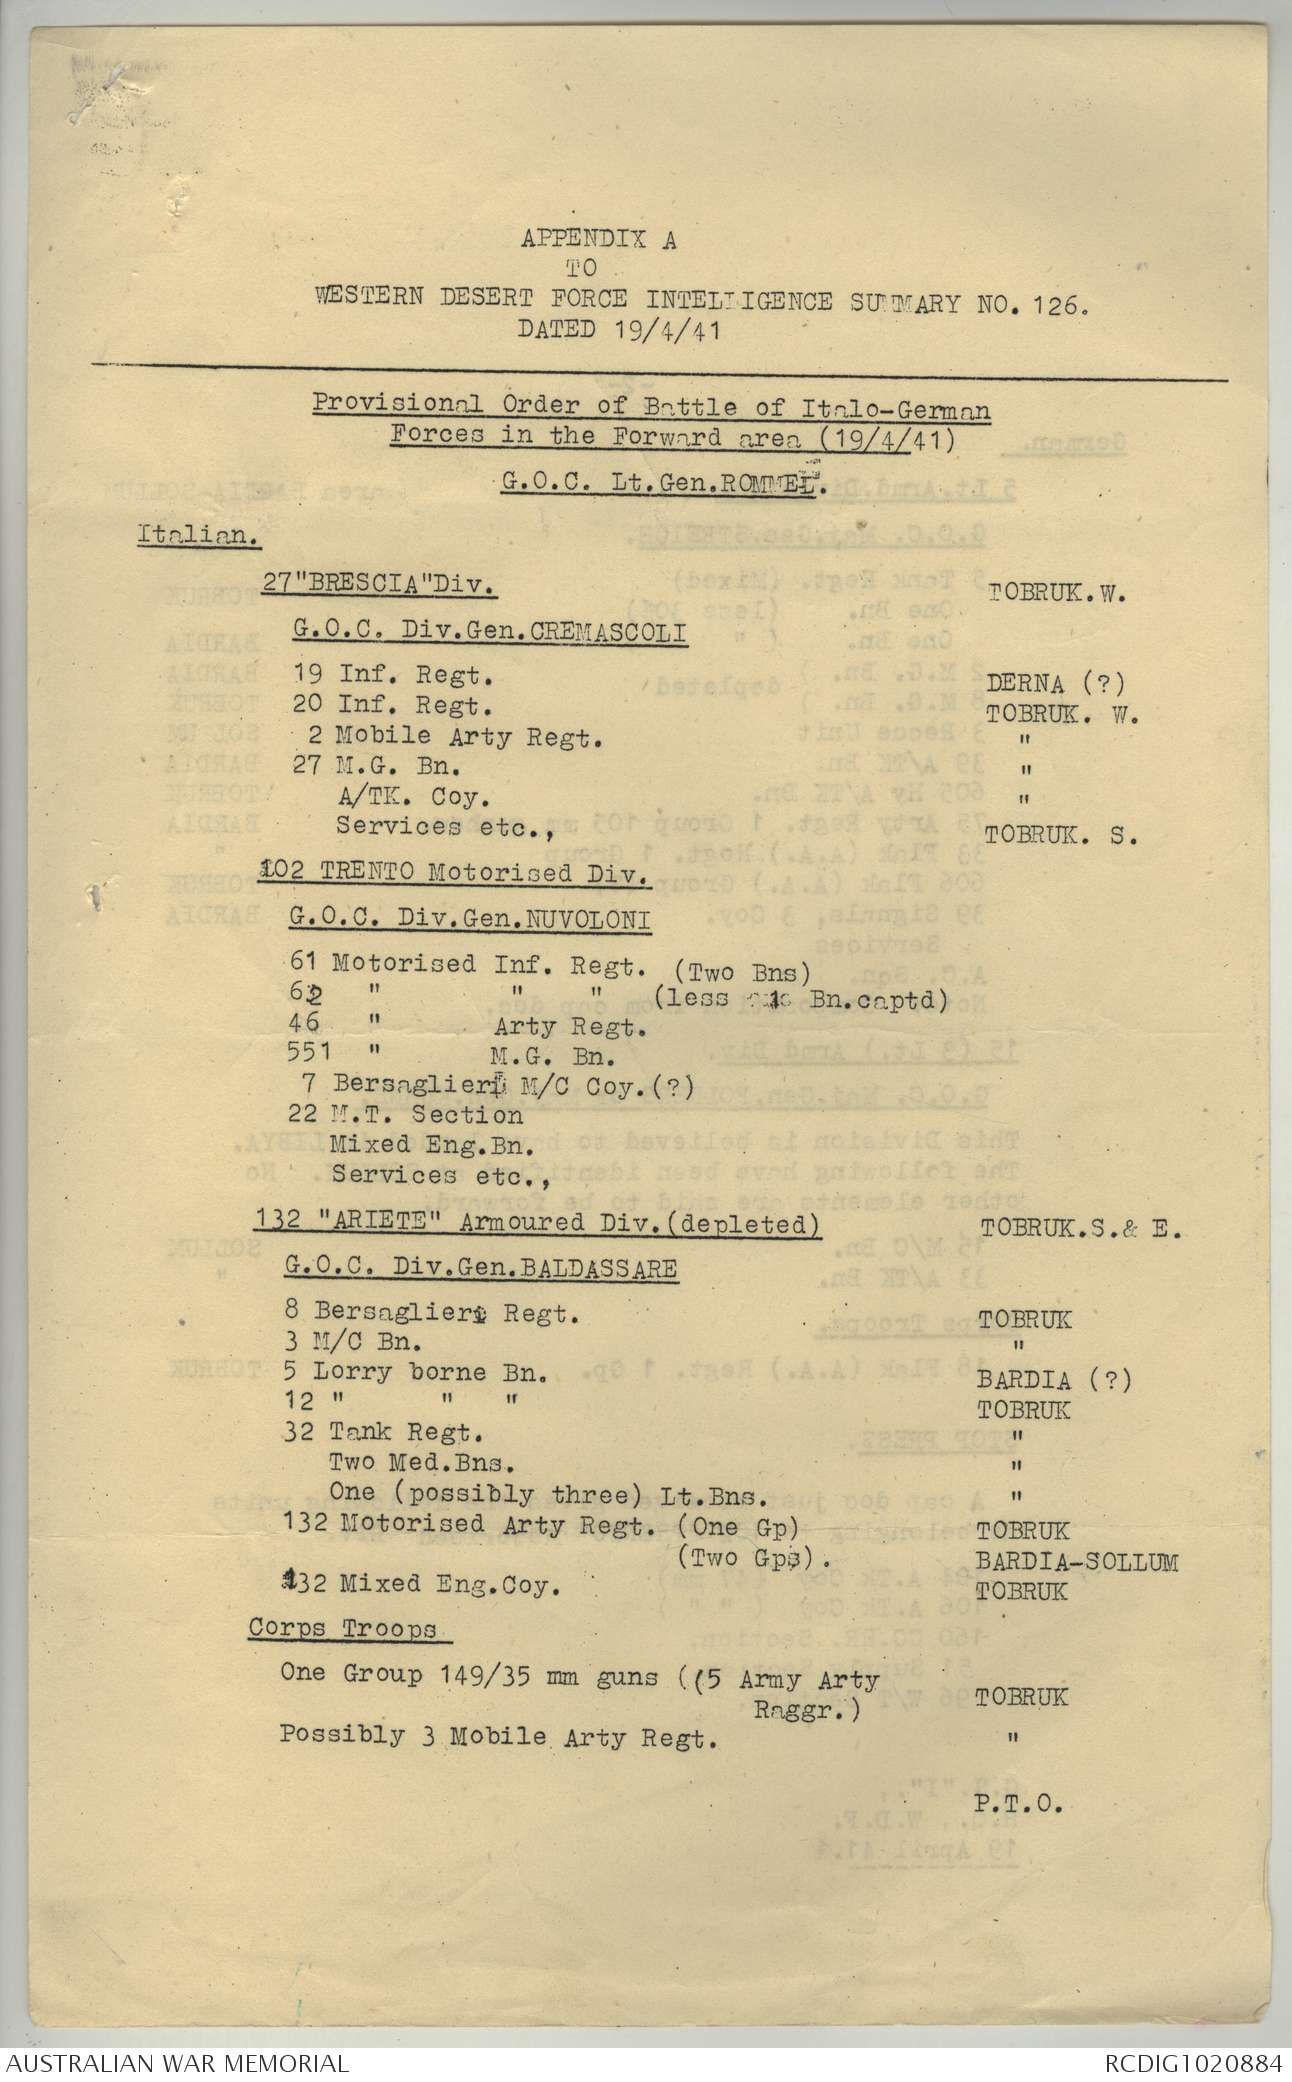 APPENDIX A
TO
WESTERN DESERT FORCE INTELLIGENCE SUMMARY NO. 126.
DATED 19/4/41
Provisional Order of Battle of Italo-German
Forces in the Forward area (19/4/41)
G.O.C. Lt.Gen.ROMMEL.
Italian.
27"BRESCIA"Div. TOBRUK.W.
G.O.C. Div.Gen.CREMASCOLI
19 Inf. Regt. DERNA (?)
20 Inf. Regt. TOBRUK. W.
2 Mobile Arty Regt. "
27 M.G. Bn. "
A/TK. Coy. "
Services etc., TOBRUK. S.
102 TRENTO Motorised Div.
G.O.C. Div.Gen.NUVOLONI
61 Motorised Inf. Regt. (Two Bns)
62 " " " (less 1 Bn.captd)
46 " Arty Regt.
551 " M.G. Bn.
7 Bersaglieri M/C Coy.(?)
22 M.T. Section
Mixed Eng.Bn.
Services etc.,
132 "ARIETE" Armoured Div.(depleted) TOBRUK.S.& E.
G.O.C. Div.Gen.BALDASSARE
8 Bersaglieri Regt. TOBRUK
3 M/C Bn. "
5 Lorry borne Bn. BARDIA (?)
12 " " " TOBRUK
32 Tank Regt. "
Two Med.Bns. "
One (possibly three) Lt.Bns. "
132 Motorised Arty Regt. (One Gp) TOBRUK
(Two Gps). BARDIA-SOLLUM
132 Mixed Eng.Coy. TOBRUK
Corps Troops
One Group 149/35 mm guns ((5 Army Arty
Raggr.) TOBRUK
Possibly 3 Mobile Arty Regt. "
P.T.O.
AUSTRALIAN WAR MEMORIAL RCDIG1020884